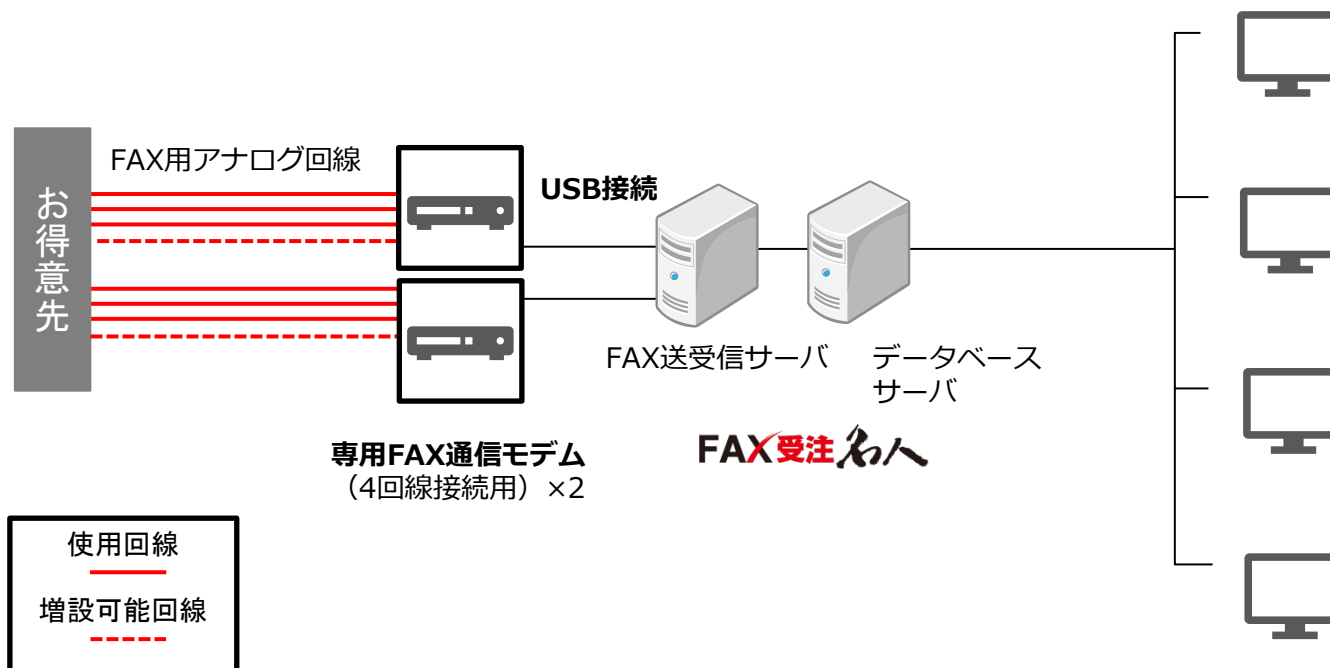 お得意先
FAX用アナログ回線
USB接続
FAX送受信サーバ
データベース
サーバ
専用FAX通信モデム
（4回線接続用）×2
FAX受注名人
使用回線
増設可能回線